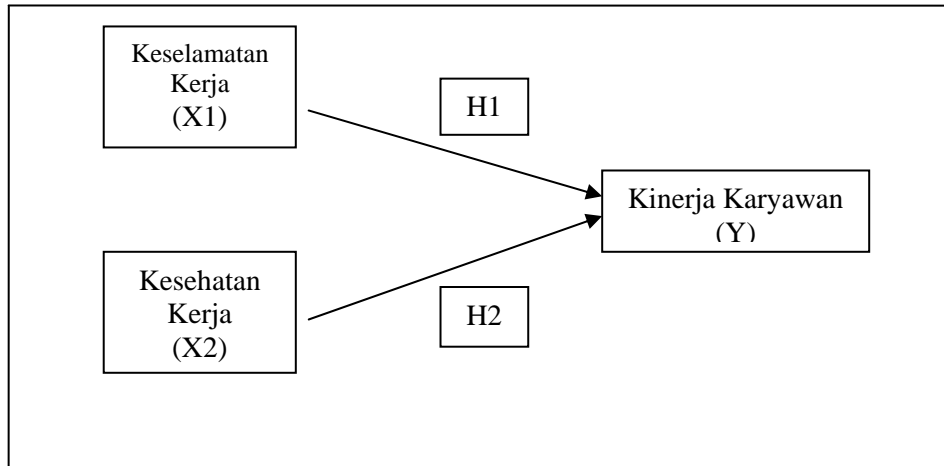 Keselamatan
Kerja
(X1)
H1
Kinerja Karyawan
(Y)
Kesehatan
Kerja
(X2)
H2